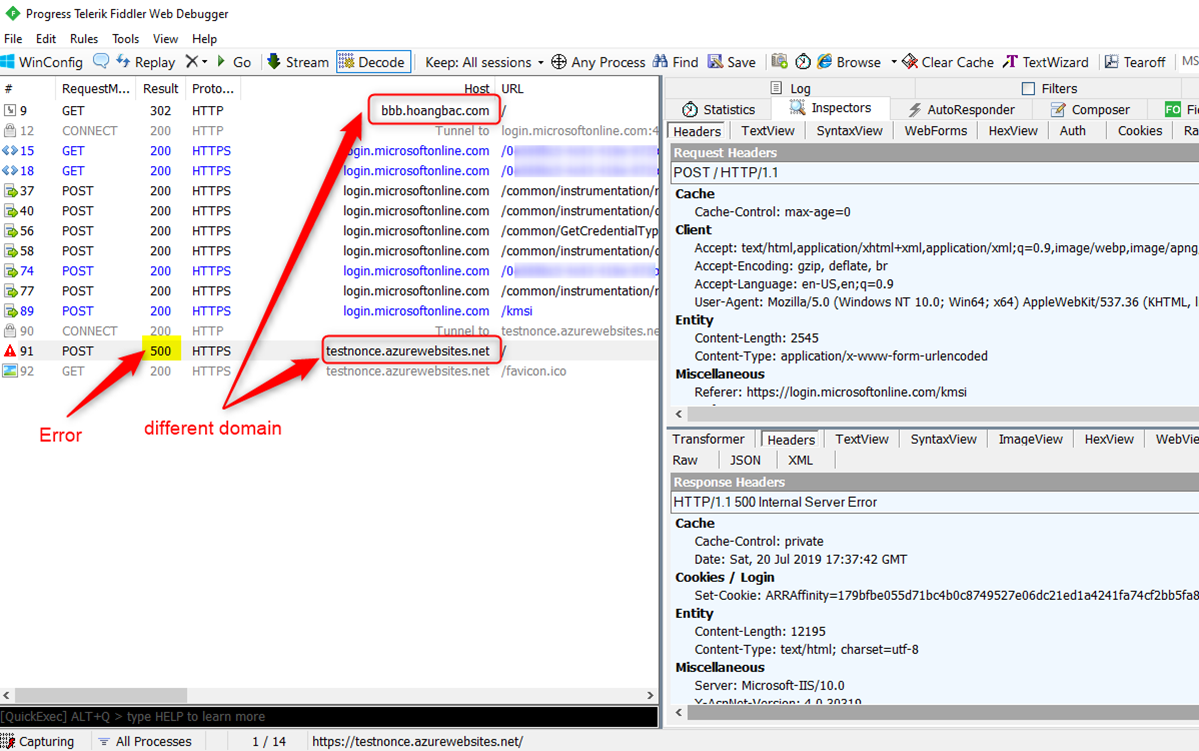 Progress Telerik Fiddler Web Debugger
File Edit Rules Tools View Help
WinConfig Replay Go Stream Decode Keep: All sessions Any Process Find Save Browse Clear Cache TextWizard Tearoff MS
# RequestM... Result Proto... Host URL
9 GET 302 HTTP bbb.hoangbac.com /
12 CONNECT 200 HTTP Tunnel to login.microsoftonline.com:4
15 GET 200 HTTPS login.microsoftonline.com /0
18 GET 200 HTTPS login.microsoftonline.com /0
37 POST 200 HTTPS login.microsoftonline.com /common/instrumentation/
40 POST 200 HTTPS login.microsoftonline.com /common/instrumentation/
56 POST 200 HTTPS login.microsoftonline.com /common/GetCredentialTyp
58 POST 200 HTTPS login.microsoftonline.com /common/instrumentation/
74 POST 200 HTTPS login.microsoftonline.com /0
77 POST 200 HTTPS login.microsoftonline.com /common/instrumentation/
89 POST 200 HTTPS login.microsoftonline.com /kmsi
90 CONNECT 200 HTTP Tunnel to testnonce.azurewebsites.ne
91 POST 500 HTTPS testnonce.azurewebsites.net /
92 GET 200 HTTPS testnonce.azurewebsites.net /favicon.ico
Error
different domain
[QuickExec] ALT+Q > type HELP to learn more
Capturing All Processes 1 / 14 https://testnonce.azurewebsites.net/
Log Filters
Statistics Inspectors AutoResponder Composer FO Fi
Headers TextView SyntaxView WebForms HexView Auth Cookies Ra
Request Headers
POST / HTTP/1.1
Cache
Cache-Control: max-age=0
Client
Accept: text/html,application/xhtml+xml,application/xml;q=0.9,image/webp,image/apng,
Accept-Encoding: gzip, deflate, br
Accept-Language: en-US,en;q=0.9
User-Agent: Mozilla/5.0 (Windows NT 10.0; Win64; x64) AppleWebKit/537.36 (KHTML, l
Entity
Content-Length: 2545
Content-Type: application/x-www-form-urlencoded
Miscellaneous
Referer: https://login.microsoftonline.com/kmsi
Transformer Headers TextView SyntaxView ImageView HexView WebVie
Raw JSON XML
Response Headers
HTTP/1.1 500 Internal Server Error
Cache
Cache-Control: private
Date: Sat, 20 Jul 2019 17:37:42 GMT
Cookies / Login
Set-Cookie: ARRAffinity=179bfbe055d71bc4b0c8749527e06dc21ed1a4241fa74cf2bb5fa8
Entity
Content-Length: 12195
Content-Type: text/html; charset=utf-8
Miscellaneous
Server: Microsoft-IIS/10.0
X-AspNet-Version: 4.0.30319